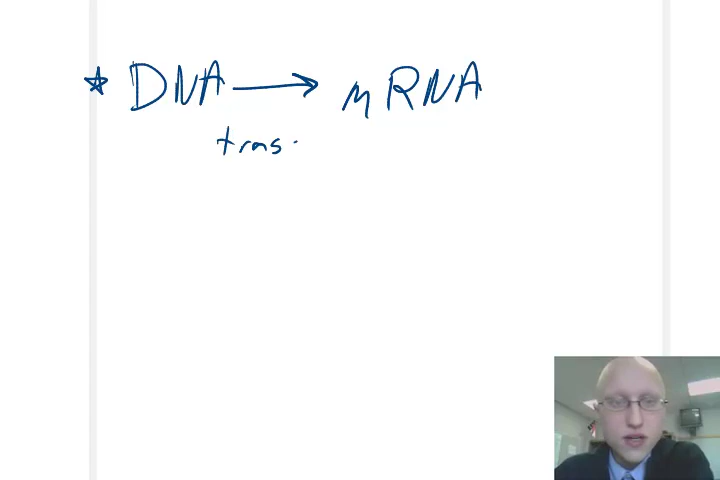 ☆ DNA → mRNA
tras.